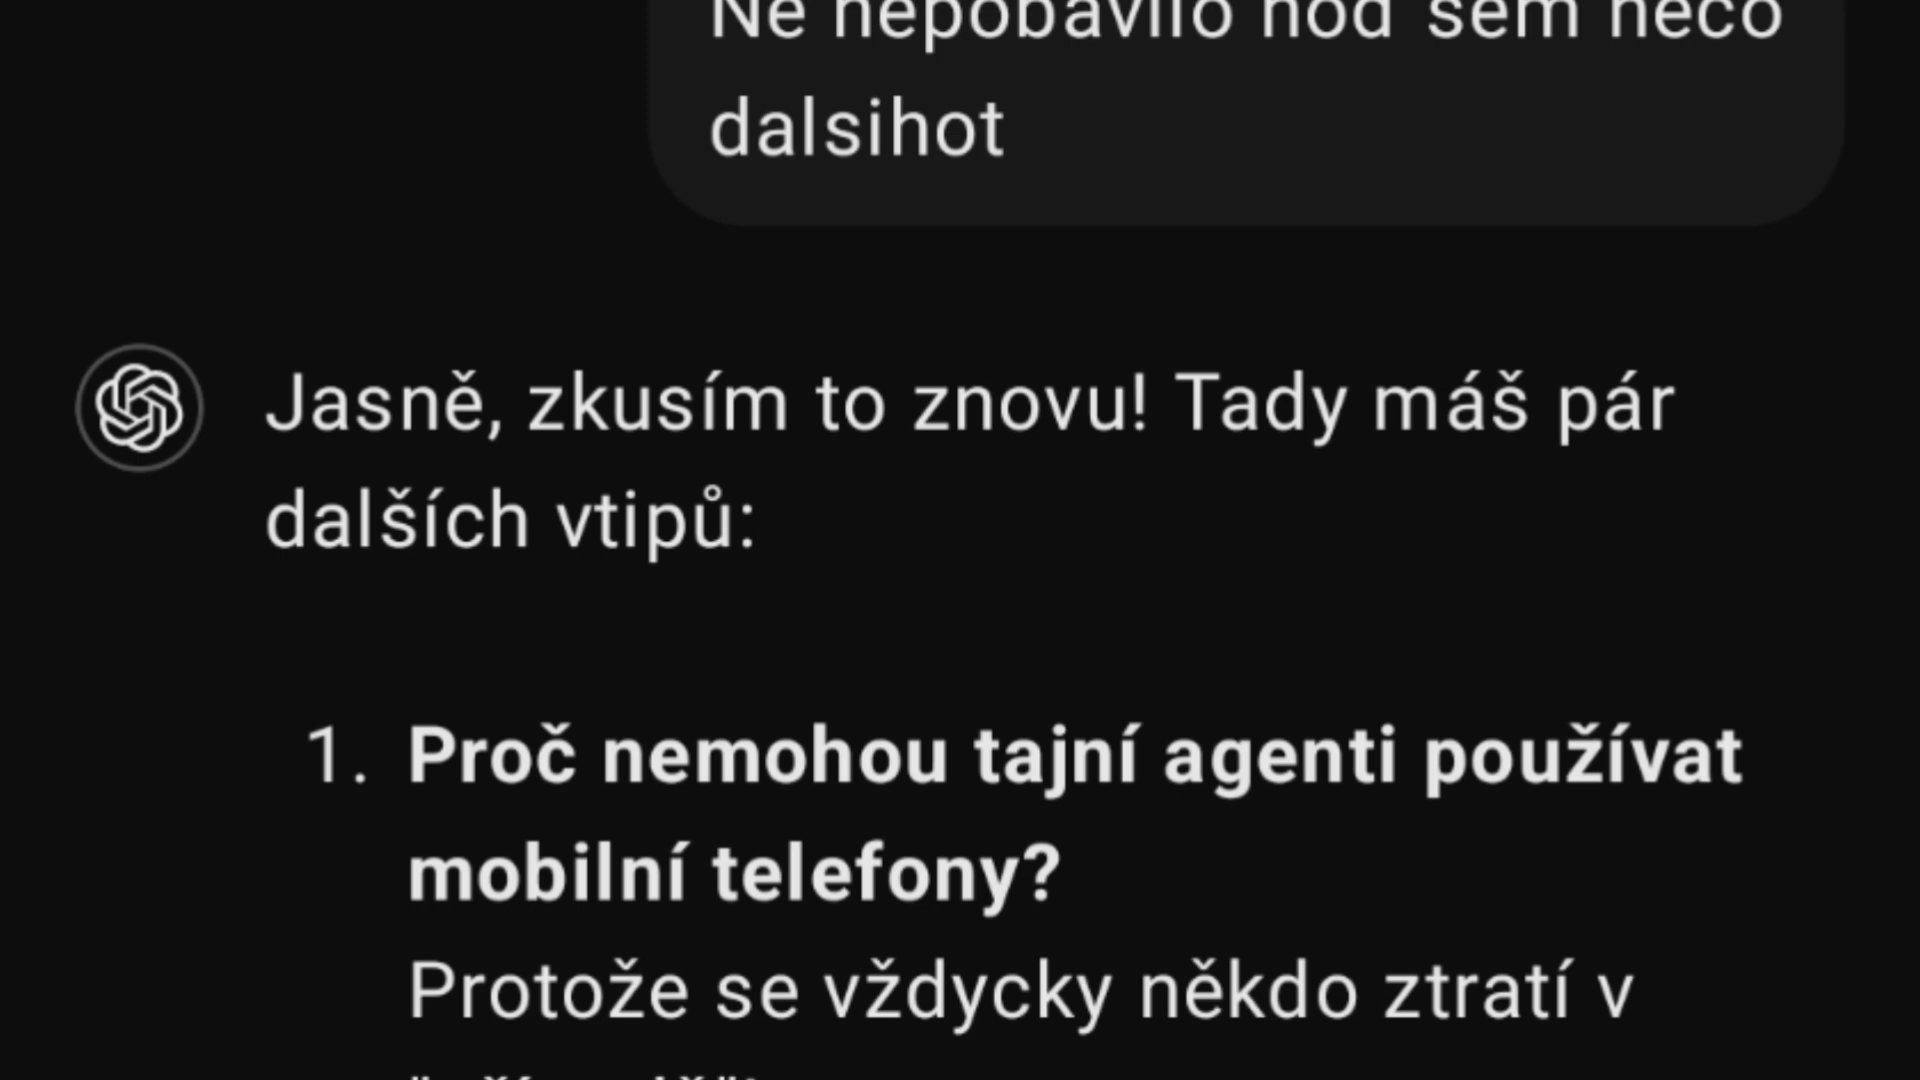 Ne nepobavilo hod sem neco
dalsihot
Jasně, zkusím to znovu! Tady máš pár
dalších vtipů:
1. Proč nemohou tajní agenti používat
mobilní telefony?
Protože se vždycky někdo ztratí v